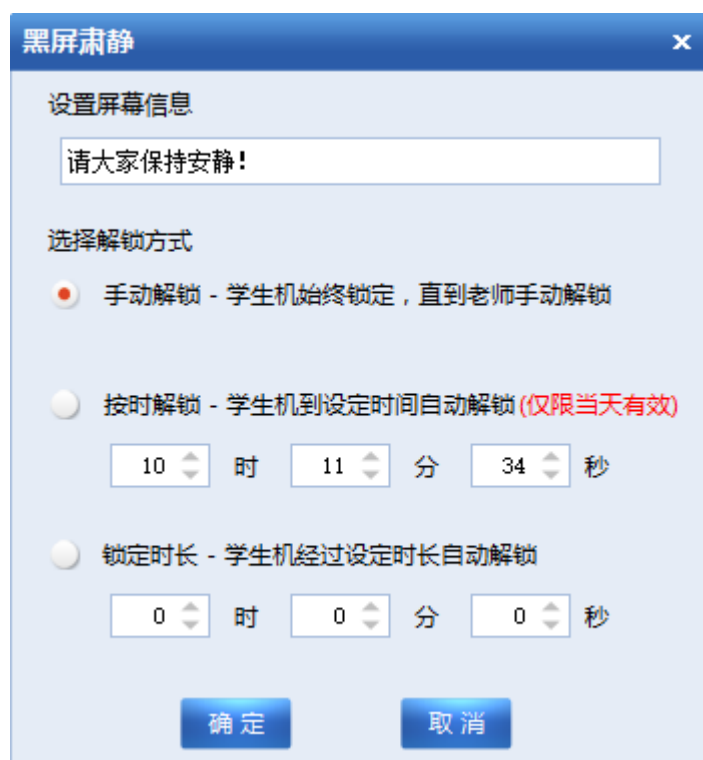 黑屏肃静
设置屏幕信息
请大家保持安静!
选择解锁方式
手动解锁 - 学生机始终锁定，直到老师手动解锁
按时解锁 - 学生机到设定时间自动解锁(仅限当天有效)
10 时 11 分 34 秒
锁定时长 - 学生机经过设定时长自动解锁
0 时 0 分 0 秒
确定 取消